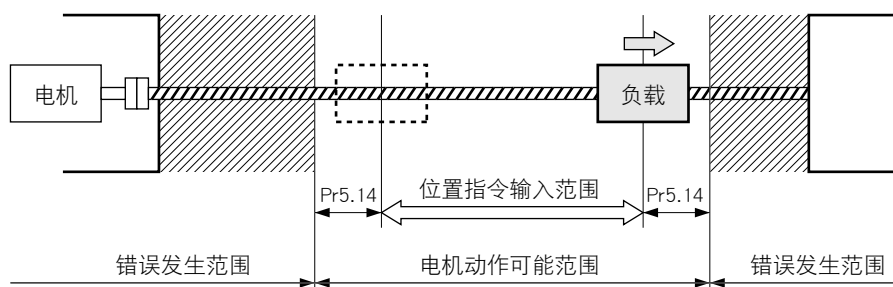 电机
负载
Pr5.14
位置指令输入范围
Pr5.14
错误发生范围
电机动作可能范围
错误发生范围